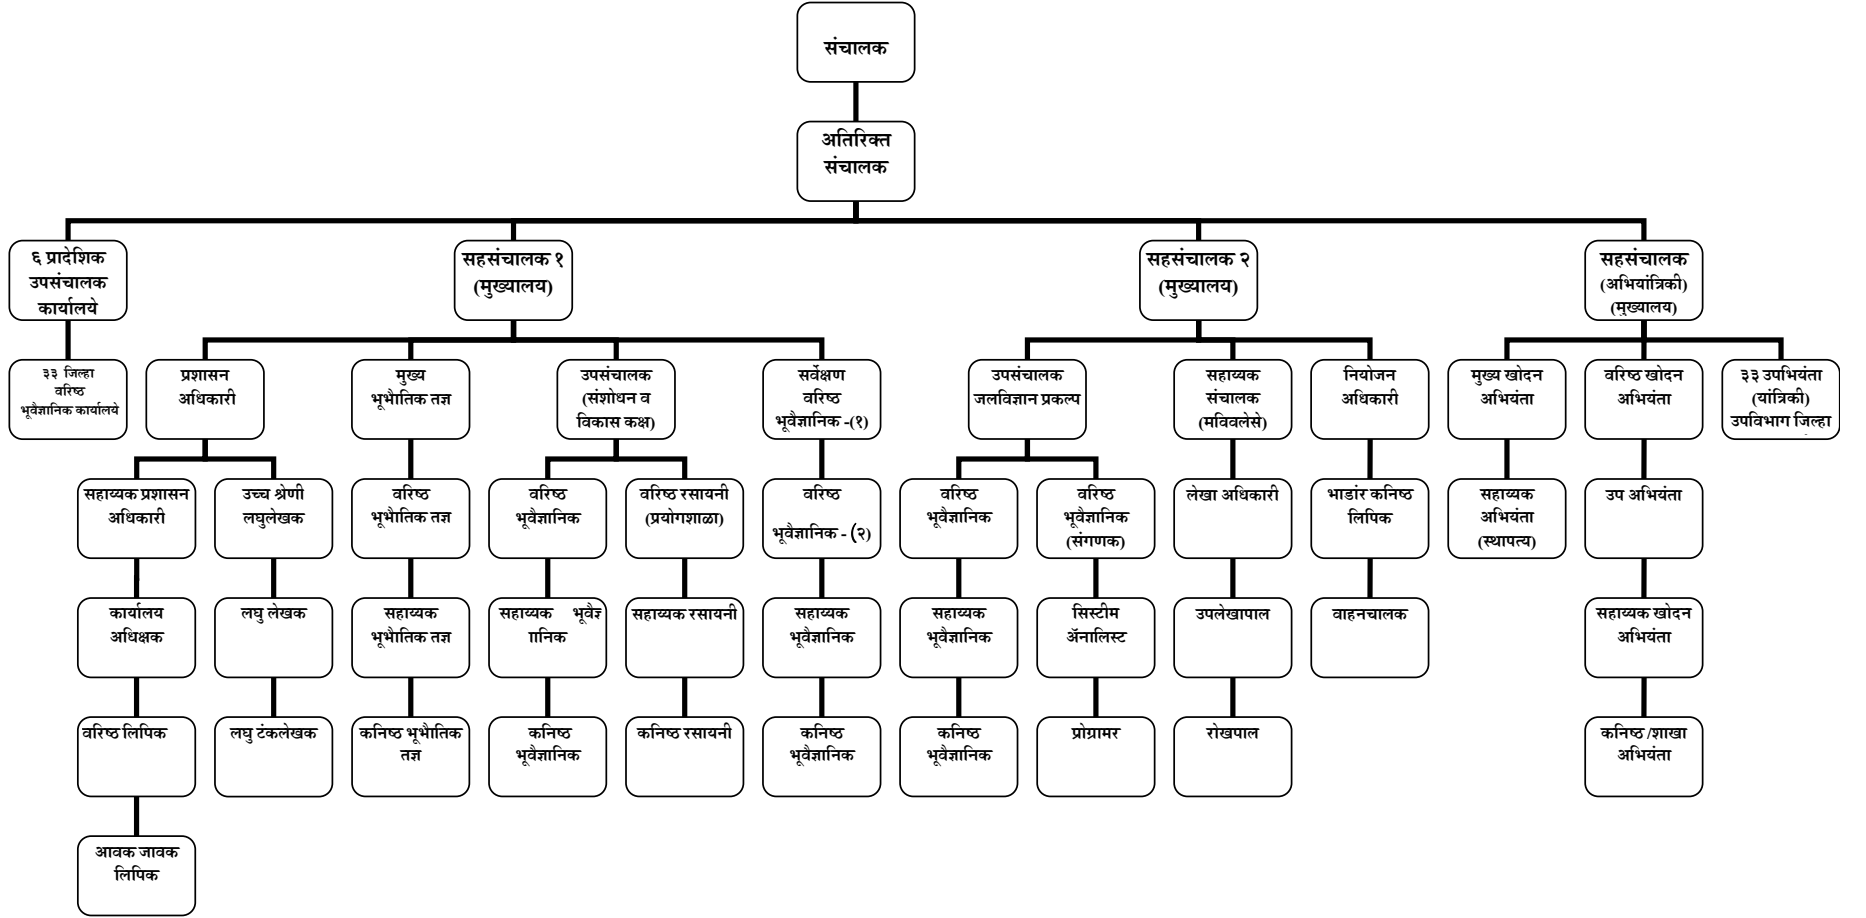 संचालक
अतिरिक्त
संचालक
६ प्रादेशिक
उपसंचालक
कार्यालये
सहसंचालक १
(मुख्यालय)
सहसंचालक २
(मुख्यालय)
सहसंचालक
(अभियांत्रिकी)
(मुख्यालय)
३३ जिल्हा
वरिष्ठ
भूवैज्ञानिक कार्यालये
प्रशासन
अधिकारी
मुख्य
भूभौतिक तज्ञ
उपसंचालक
(संशोधन व
विकास कक्ष)
सर्वेक्षण
वरिष्ठ
भूवैज्ञानिक -(१)
उपसंचालक
जलविज्ञान प्रकल्प
सहाय्यक
संचालक
(मविवलेसे)
नियोजन
अधिकारी
मुख्य खोदन
अभियंता
वरिष्ठ खोदन
अभियंता
३३ उपभियंता
(यांत्रिकी)
उपविभाग जिल्हा
सहाय्यक प्रशासन
अधिकारी
उच्च श्रेणी
लघुलेखक
वरिष्ठ
भूभौतिक तज्ञ
वरिष्ठ
भूवैज्ञानिक
वरिष्ठ रसायनी
(प्रयोगशाळा)
वरिष्ठ
भूवैज्ञानिक - (२)
वरिष्ठ
भूवैज्ञानिक
वरिष्ठ
भूवैज्ञानिक
(संगणक)
लेखा अधिकारी
भाडांर कनिष्ठ
लिपिक
सहाय्यक
अभियंता
(स्थापत्य)
उप अभियंता
कार्यालय
अधिक्षक
लघु लेखक
सहाय्यक
भूभौतिक तज्ञ
सहाय्यक भूवैज्ञ
ानिक
सहाय्यक रसायनी
सहाय्यक
भूवैज्ञानिक
सहाय्यक
भूवैज्ञानिक
सिस्टीम
ॲनालिस्ट
उपलेखापाल
वाहनचालक
सहाय्यक खोदन
अभियंता
वरिष्ठ लिपिक
लघु टंकलेखक
कनिष्ठ भूभौतिक
तज्ञ
कनिष्ठ
भूवैज्ञानिक
कनिष्ठ रसायनी
कनिष्ठ
भूवैज्ञानिक
कनिष्ठ
भूवैज्ञानिक
प्रोग्रामर
रोखपाल
कनिष्ठ /शाखा
अभियंता
आवक जावक
लिपिक